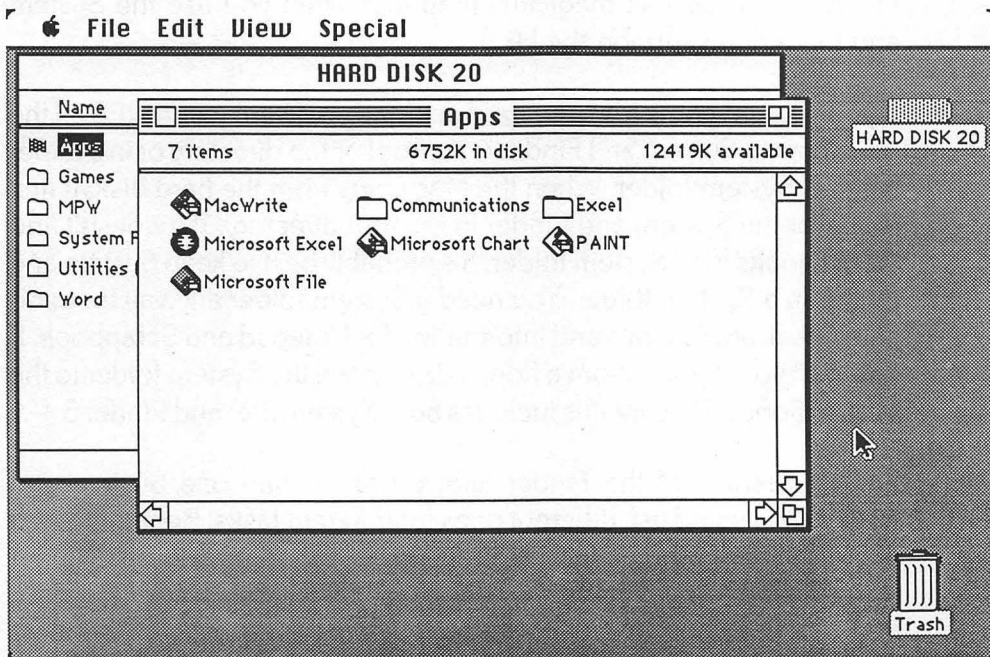 File Edit View Special
HARD DISK 20
Name
Apps
Games
MPW
System F
Utilities
Word
Apps
7 items 6752K in disk 12419K available
MacWrite Communications Excel
Microsoft Excel Microsoft Chart PAINT
Microsoft File
HARD DISK 20
Trash